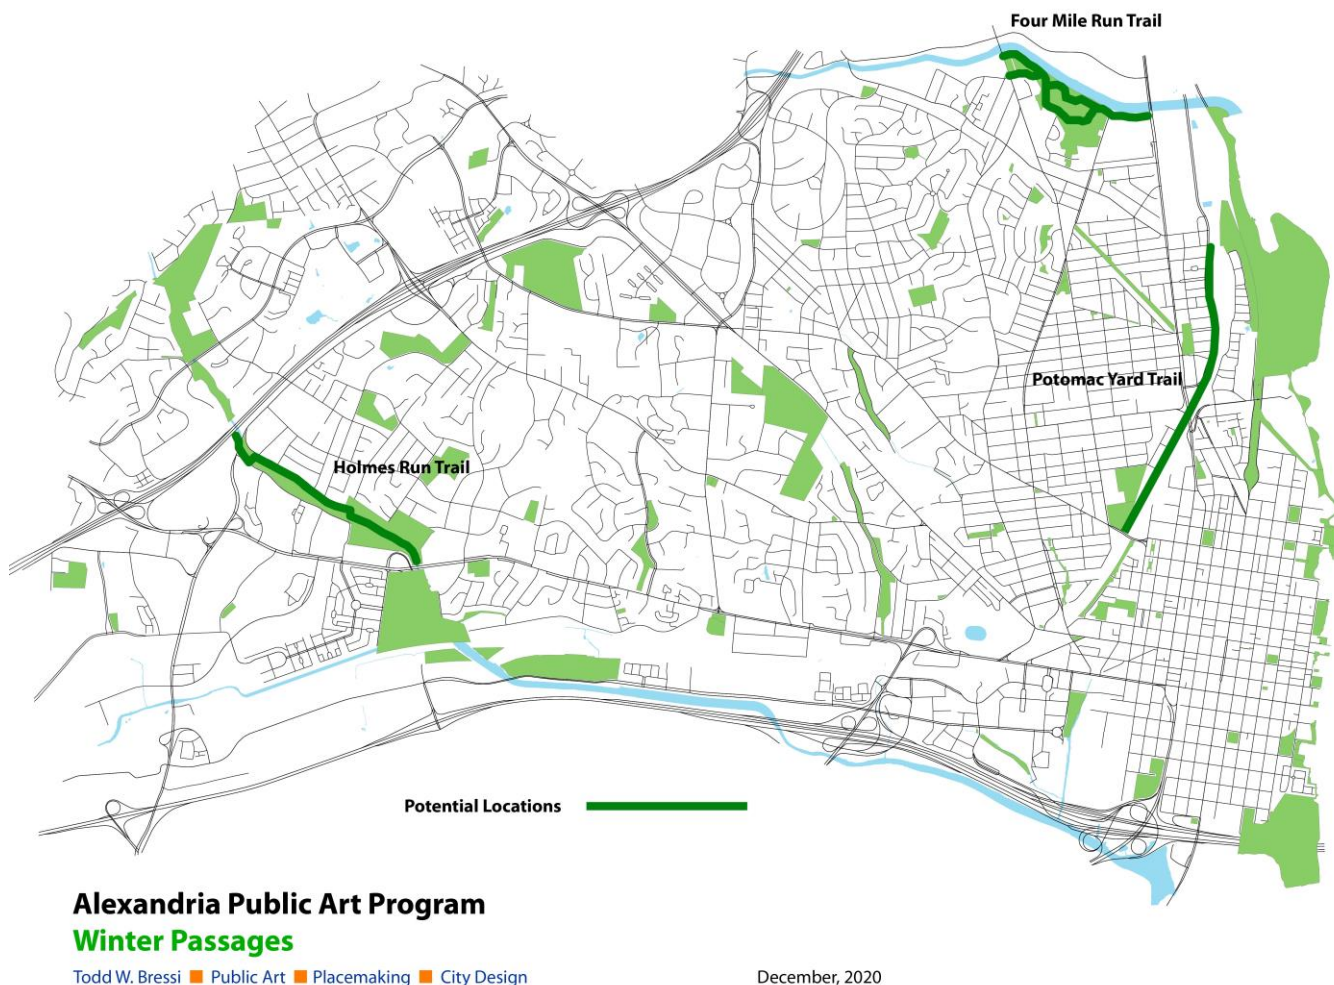 Four Mile Run Trail
Potomac Yard Trail
Holmes Run Trail
Potential Locations
Alexandria Public Art Program
Winter Passages
Todd W. Bressi ■ Public Art ■ Placemaking ■ City Design
December, 2020